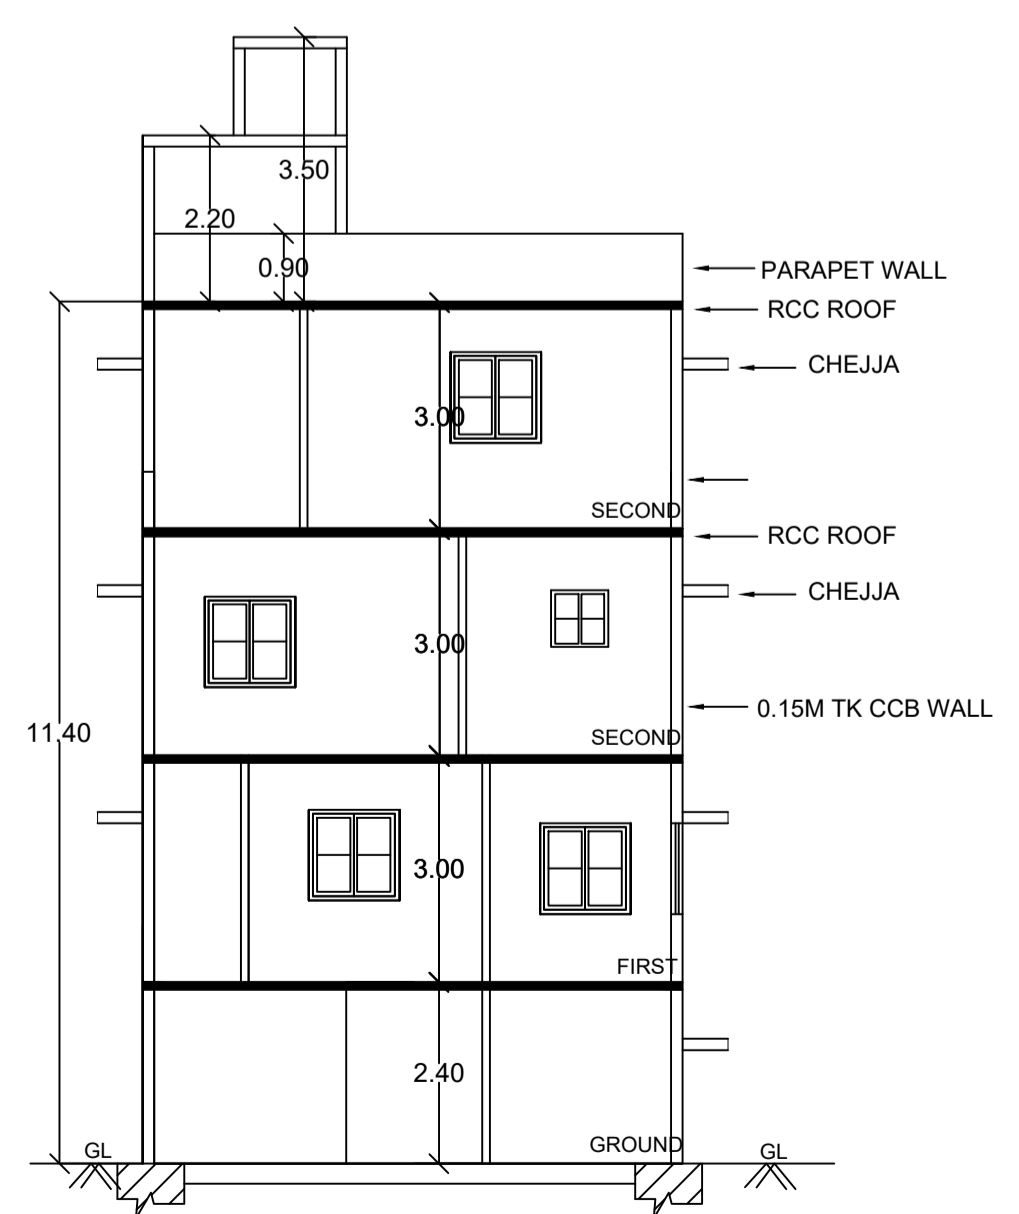 3.50
2.20
0.90
PARAPET WALL
RCC ROOF
CHEJJA
3.00
SECOND
RCC ROOF
CHEJJA
3.00
0.15M TK CCB WALL
11.40
SECOND
3.00
FIRST
2.40
GROUND
GL
GL